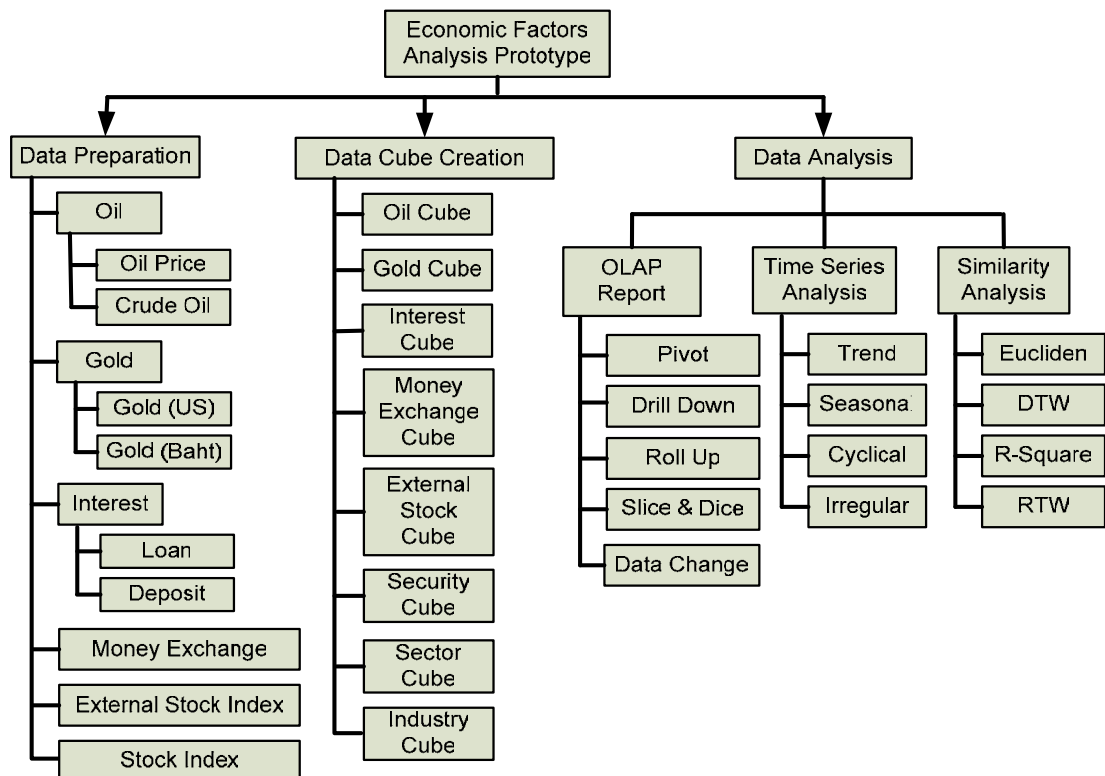 Economic Factors
Analysis Prototype
Data Preparation
Oil
Oil Price
Crude Oil
Gold
Gold (US)
Gold (Baht)
Interest
Loan
Deposit
Money Exchange
External Stock Index
Stock Index
Data Cube Creation
Oil Cube
Gold Cube
Interest
Cube
Money
Exchange
Cube
External
Stock
Cube
Security
Cube
Sector
Cube
Industry
Cube
Data Analysis
OLAP
Report
Pivot
Drill Down
Roll Up
Slice & Dice
Data Change
Time Series
Analysis
Trend
Seasonal
Cyclical
Irregular
Similarity
Analysis
Eucliden
DTW
R-Square
RTW